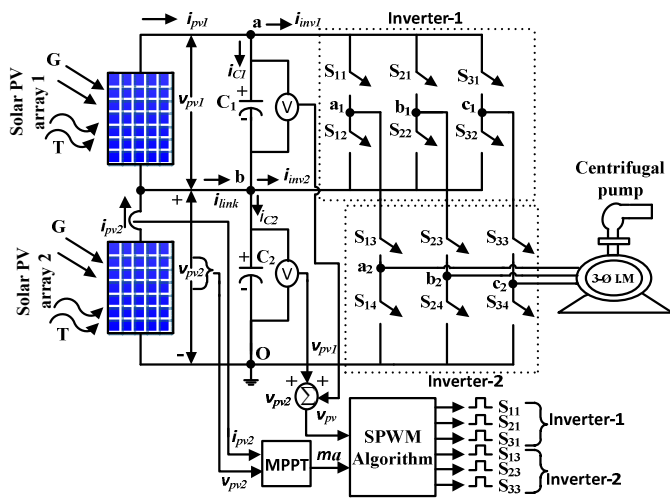 i_pv1
a
i_inv1
Inverter-1
G
Solar PV array 1
T
v_pv1
i_C1
C1
+
-
V
S11
S21
S31
a1
b1
c1
S12
S22
S32
b
i_inv2
i_link
+
i_pv2
i_C2
Centrifugal
pump
G
Solar PV array 2
T
v_pv2
C2
+
-
V
S13
S23
S33
a2
b2
c2
3-Ø I.M
S14
S24
S34
-
O
v_pv1
Inverter-2
+
+
v_pv2
Σ
v_pv
i_pv2
v_pv2
MPPT
ma
SPWM
Algorithm
S11
S21
S31
Inverter-1
S13
S23
S33
Inverter-2